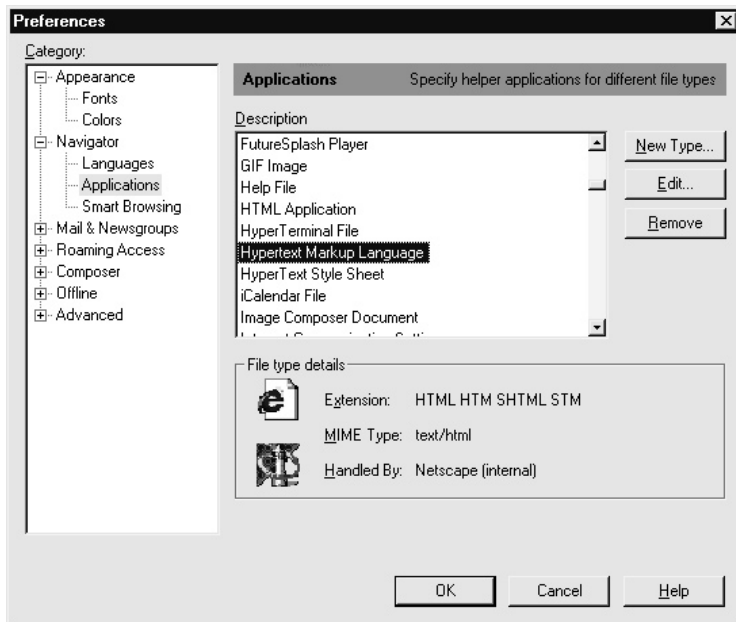 Preferences
Category:
Appearance
Fonts
Colors
Navigator
Languages
Applications
Smart Browsing
Mail & Newsgroups
Roaming Access
Composer
Offline
Advanced
Applications Specify helper applications for different file types
Description
FutureSplash Player
GIF Image
Help File
HTML Application
HyperTerminal File
Hypertext Markup Language
HyperText Style Sheet
iCalendar File
Image Composer Document
New Type...
Edit...
Remove
File type details
Extension: HTML HTM SHTML STM
MIME Type: text/html
Handled By: Netscape (internal)
OK Cancel Help